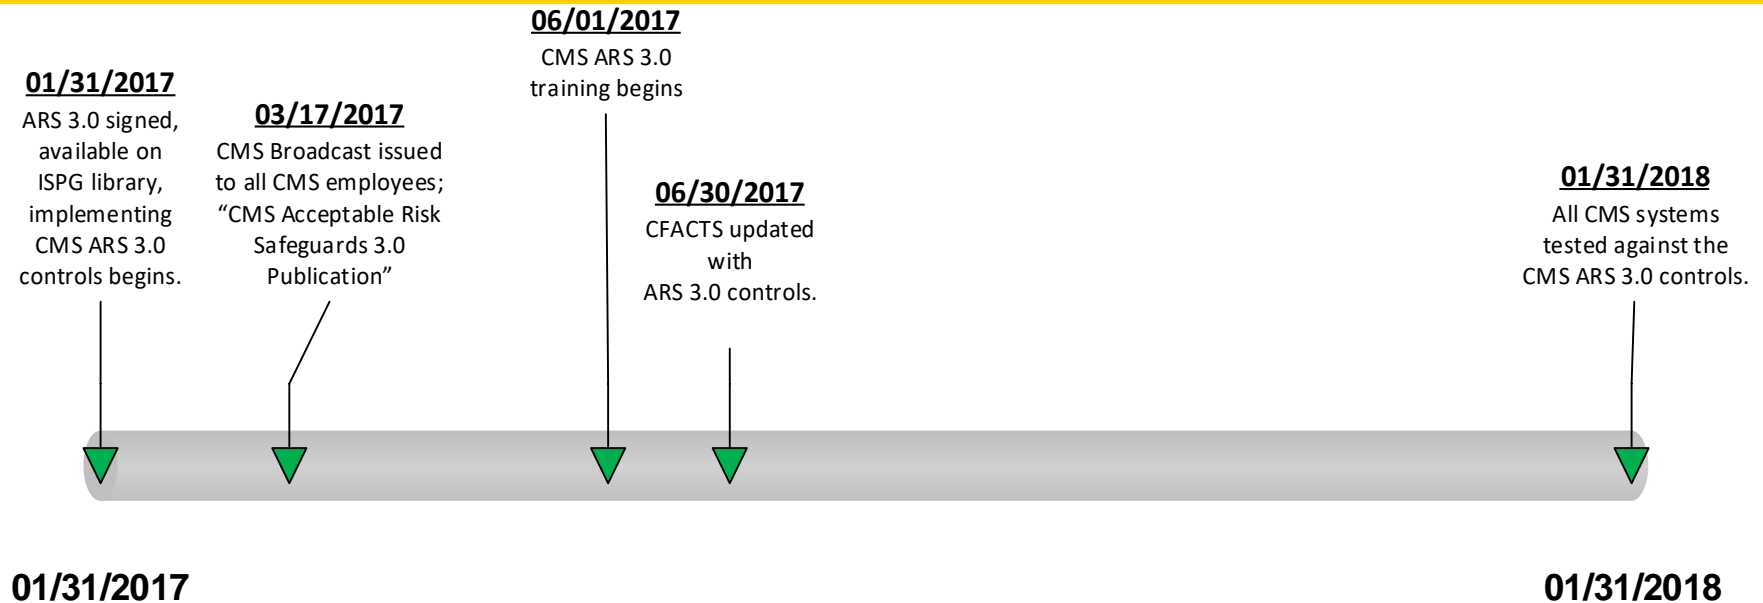 01/31/2017
ARS 3.0 signed,
available on
ISPG library,
implementing
CMS ARS 3.0
controls begins.
03/17/2017
CMS Broadcast issued
to all CMS employees;
“CMS Acceptable Risk
Safeguards 3.0
Publication”
06/01/2017
CMS ARS 3.0
training begins
06/30/2017
CFACTS updated
with
ARS 3.0 controls.
01/31/2018
All CMS systems
tested against the
CMS ARS 3.0 controls.
01/31/2017
01/31/2018